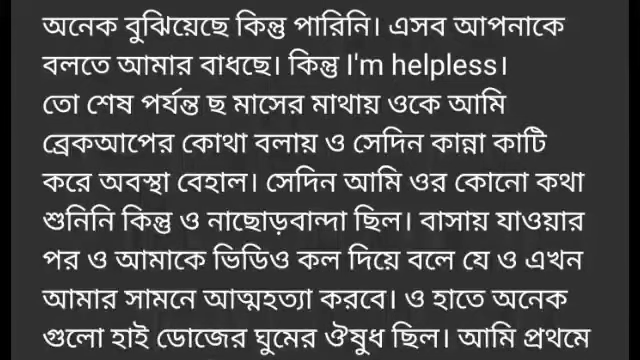 অনেক বুঝিয়েছে কিন্তু পারিনি। এসব আপনাকে
বলতে আমার বাধছে। কিন্তু I'm helpless।
তো শেষ পর্যন্ত ছ মাসের মাথায় ওকে আমি
ব্রেকআপের কোথা বলায় ও সেদিন কান্না কাটি
করে অবস্থা বেহাল। সেদিন আমি ওর কোনো কথা
শুনিনি কিন্তু ও নাছোড়বান্দা ছিল। বাসায় যাওয়ার
পর ও আমাকে ভিডিও কল দিয়ে বলে যে ও এখন
আমার সামনে আত্মহত্যা করবে। ও হাতে অনেক
গুলো হাই ডোজের ঘুমের ঔষুধ ছিল। আমি প্রথমে